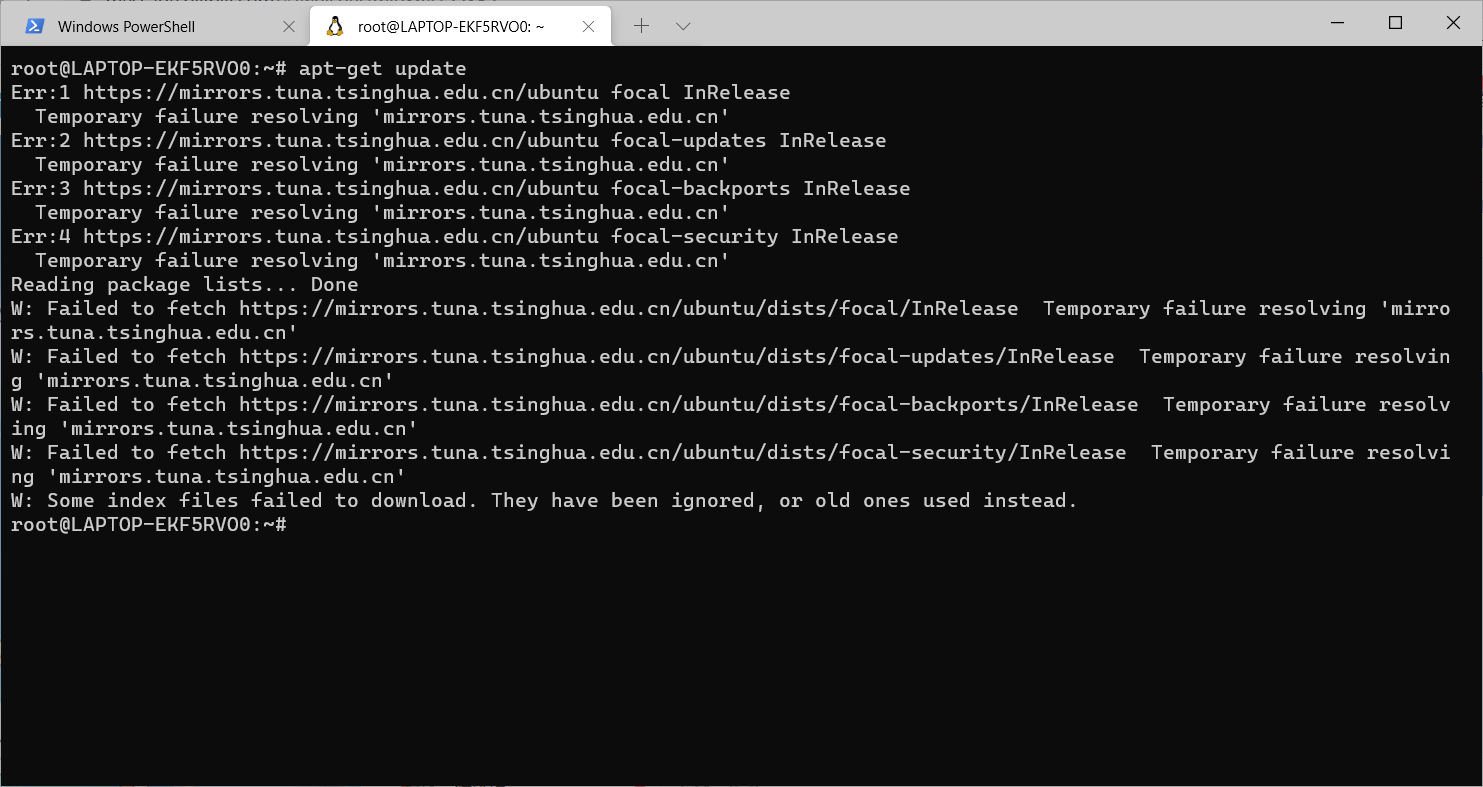 Windows PowerShell
root@LAPTOP-EKF5RVO0: ~
root@LAPTOP-EKF5RVO0:~# apt-get update
Err:1 https://mirrors.tuna.tsinghua.edu.cn/ubuntu focal InRelease
  Temporary failure resolving 'mirrors.tuna.tsinghua.edu.cn'
Err:2 https://mirrors.tuna.tsinghua.edu.cn/ubuntu focal-updates InRelease
  Temporary failure resolving 'mirrors.tuna.tsinghua.edu.cn'
Err:3 https://mirrors.tuna.tsinghua.edu.cn/ubuntu focal-backports InRelease
  Temporary failure resolving 'mirrors.tuna.tsinghua.edu.cn'
Err:4 https://mirrors.tuna.tsinghua.edu.cn/ubuntu focal-security InRelease
  Temporary failure resolving 'mirrors.tuna.tsinghua.edu.cn'
Reading package lists... Done
W: Failed to fetch https://mirrors.tuna.tsinghua.edu.cn/ubuntu/dists/focal/InRelease  Temporary failure resolving 'mirro
rs.tuna.tsinghua.edu.cn'
W: Failed to fetch https://mirrors.tuna.tsinghua.edu.cn/ubuntu/dists/focal-updates/InRelease  Temporary failure resolvin
g 'mirrors.tuna.tsinghua.edu.cn'
W: Failed to fetch https://mirrors.tuna.tsinghua.edu.cn/ubuntu/dists/focal-backports/InRelease  Temporary failure resolv
ing 'mirrors.tuna.tsinghua.edu.cn'
W: Failed to fetch https://mirrors.tuna.tsinghua.edu.cn/ubuntu/dists/focal-security/InRelease  Temporary failure resolvi
ng 'mirrors.tuna.tsinghua.edu.cn'
W: Some index files failed to download. They have been ignored, or old ones used instead.
root@LAPTOP-EKF5RVO0:~#